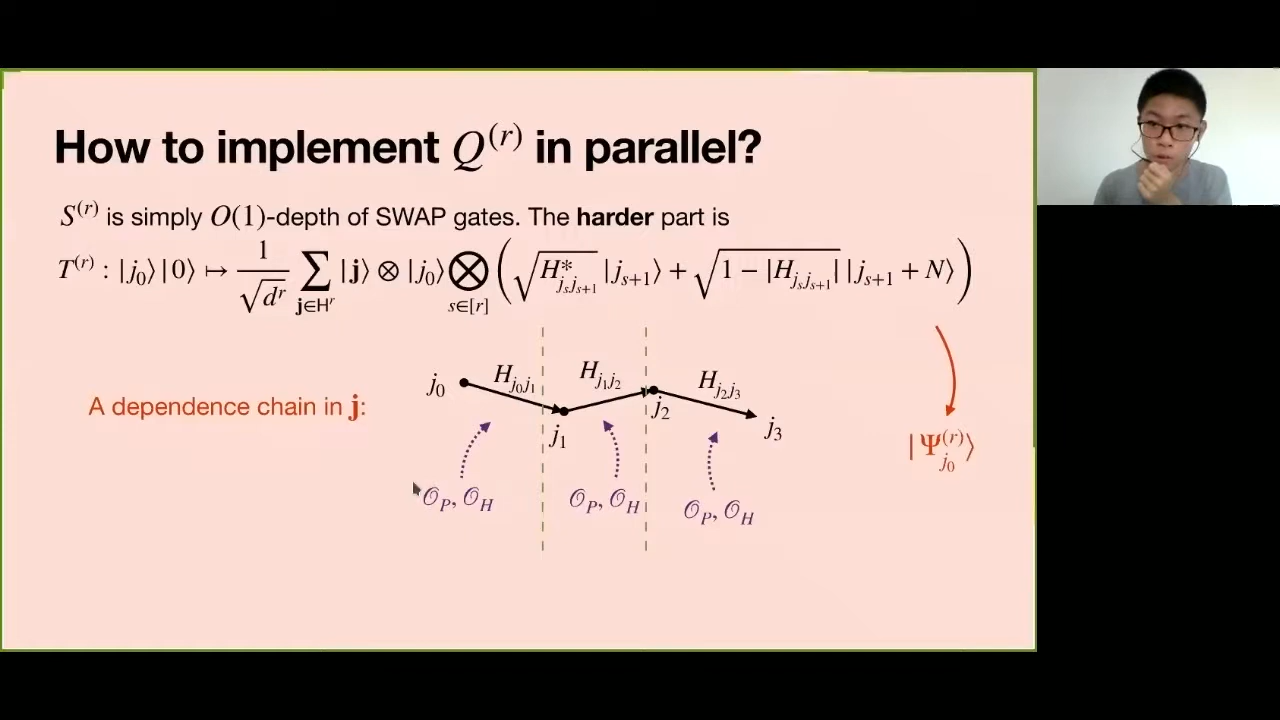 How to implement Q^(r) in parallel?
S^(r) is simply O(1)-depth of SWAP gates. The harder part is
T^(r) : |j_0⟩|0⟩ ↦ 1/√(d^r) ∑_{𝐣∈H^r} |𝐣⟩ ⊗ |j_0⟩ ⊗_{s∈[r]} (√(H*_{j_s j_{s+1}}) |j_{s+1}⟩ + √(1 − |H_{j_s j_{s+1}}|) |j_{s+1} + N⟩)
j_0 H_{j_0 j_1} H_{j_1 j_2} H_{j_2 j_3}
A dependence chain in 𝐣:
j_1 j_2 j_3
|Ψ^(r)_{j_0}⟩
𝒪_P, 𝒪_H 𝒪_P, 𝒪_H 𝒪_P, 𝒪_H